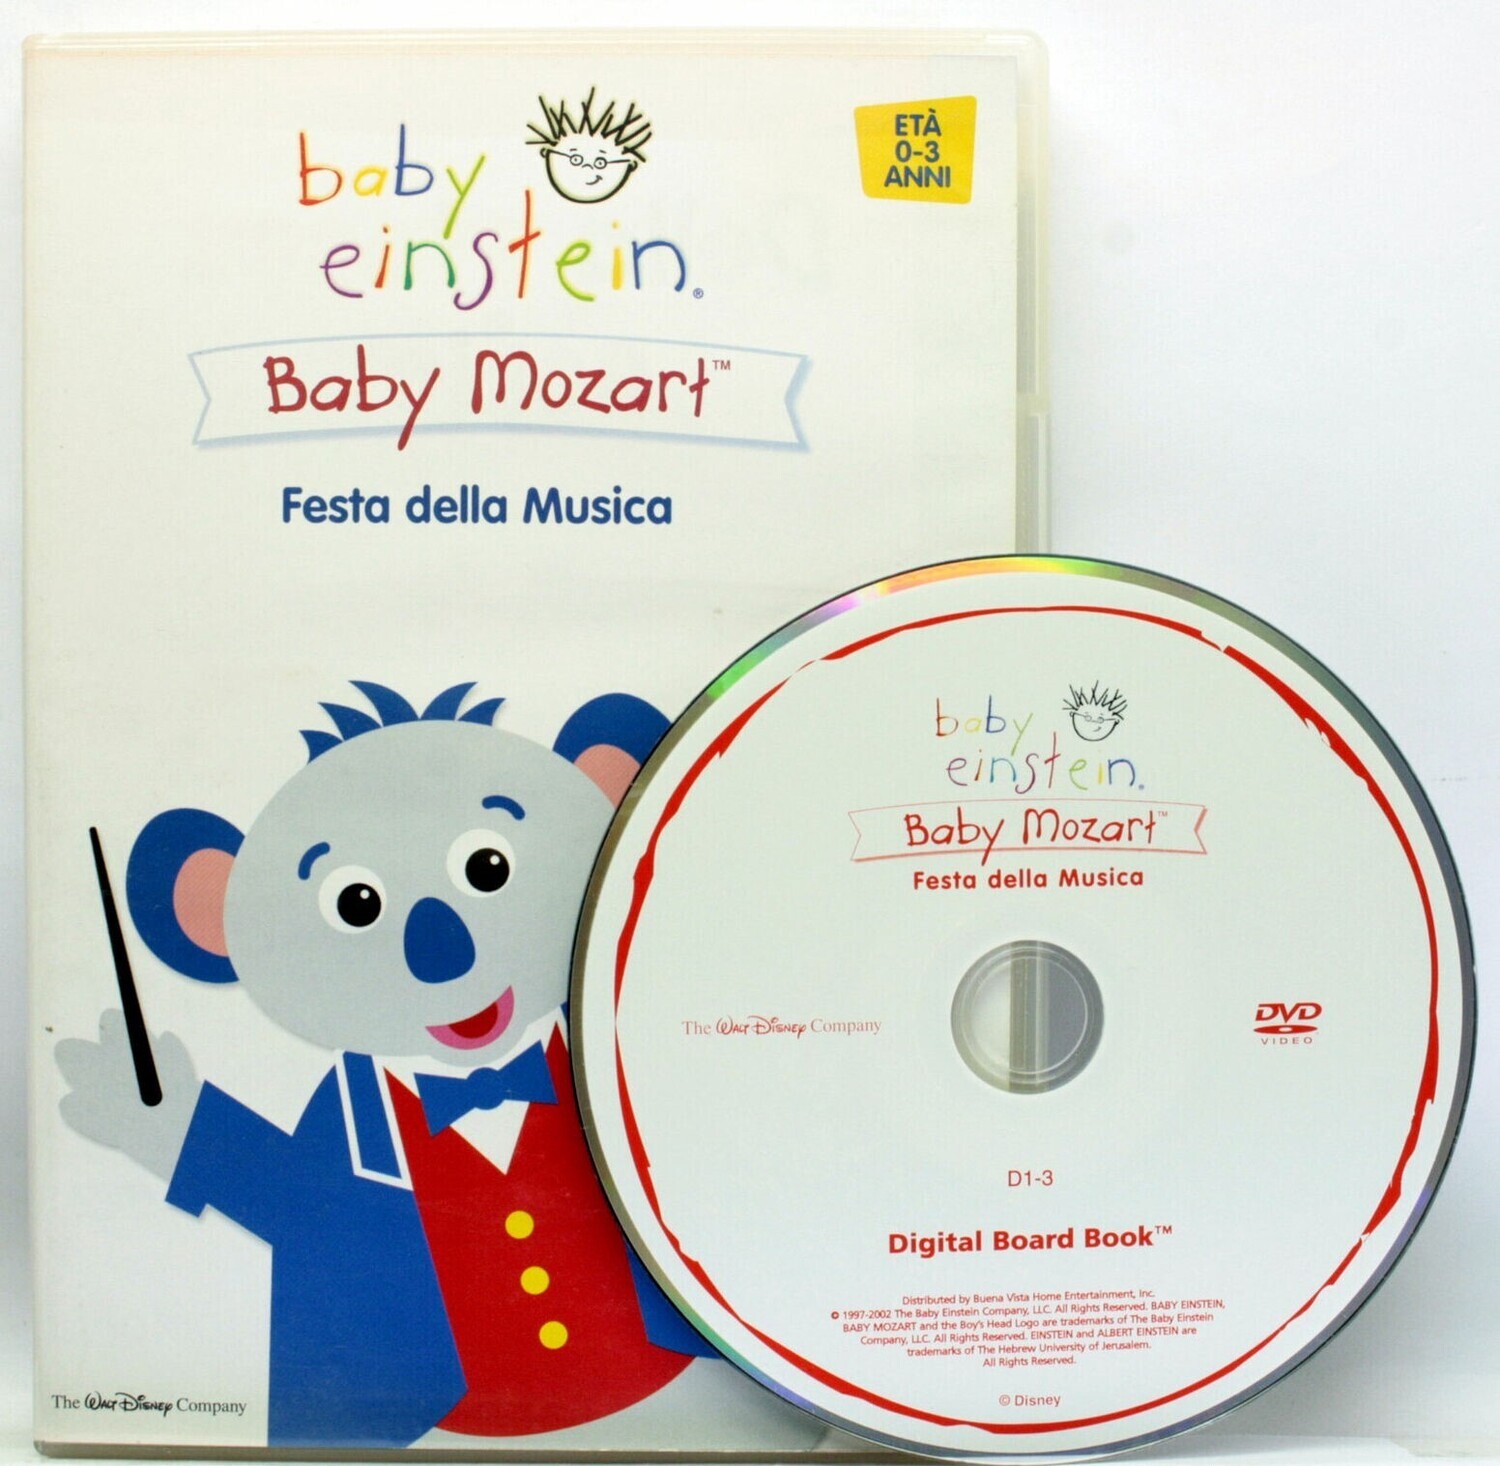 baby
einstein®
ETÀ
0-3
ANNI
Baby Mozart™
Festa della Musica
The Walt Disney Company
baby
einstein®
Baby Mozart™
Festa della Musica
The Walt Disney Company
DVD
VIDEO
D1-3
Digital Board Book™
Distributed by Buena Vista Home Entertainment, Inc.
© 1997-2002 The Baby Einstein Company, LLC. All Rights Reserved. BABY EINSTEIN,
BABY MOZART and the Boy's Head Logo are trademarks of The Baby Einstein
Company, LLC. All Rights Reserved. EINSTEIN and ALBERT EINSTEIN are
trademarks of The Hebrew University of Jerusalem.
All Rights Reserved.
© Disney